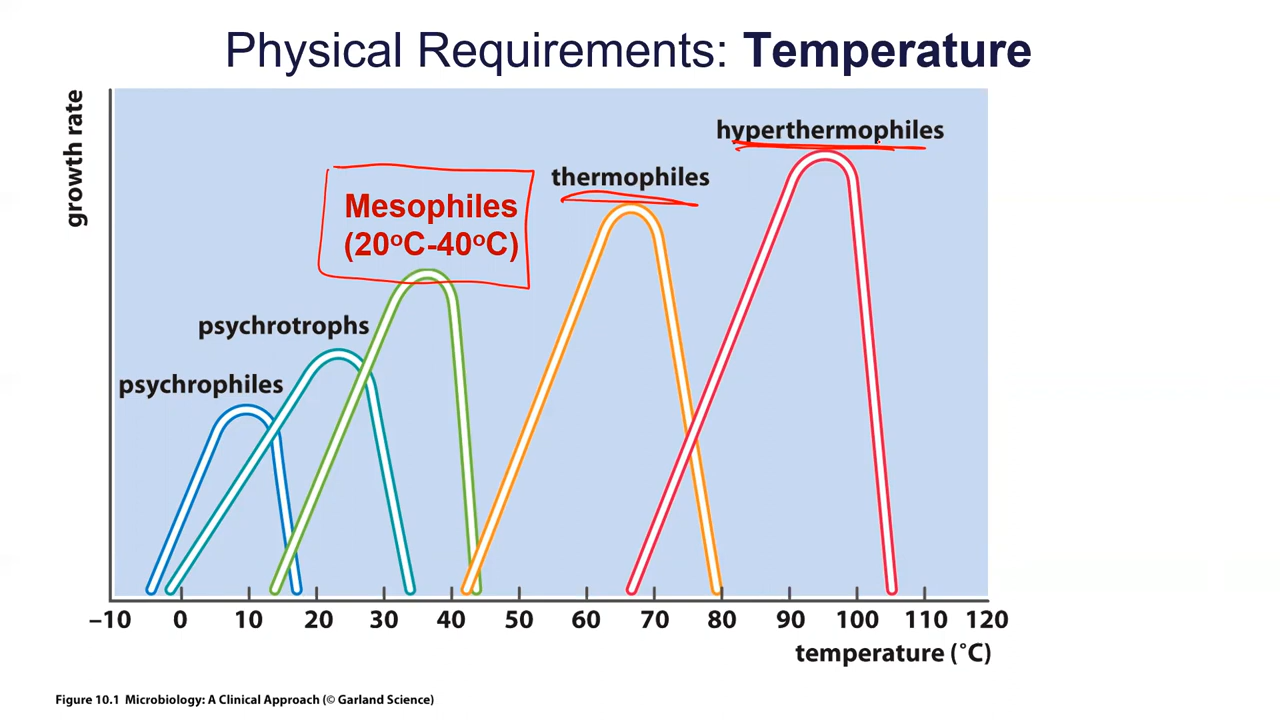 Physical Requirements: Temperature
growth rate
hyperthermophiles
thermophiles
Mesophiles
(20°C-40°C)
psychrotrophs
psychrophiles
–10 0 10 20 30 40 50 60 70 80 90 100 110 120
temperature (°C)
Figure 10.1 Microbiology: A Clinical Approach (© Garland Science)